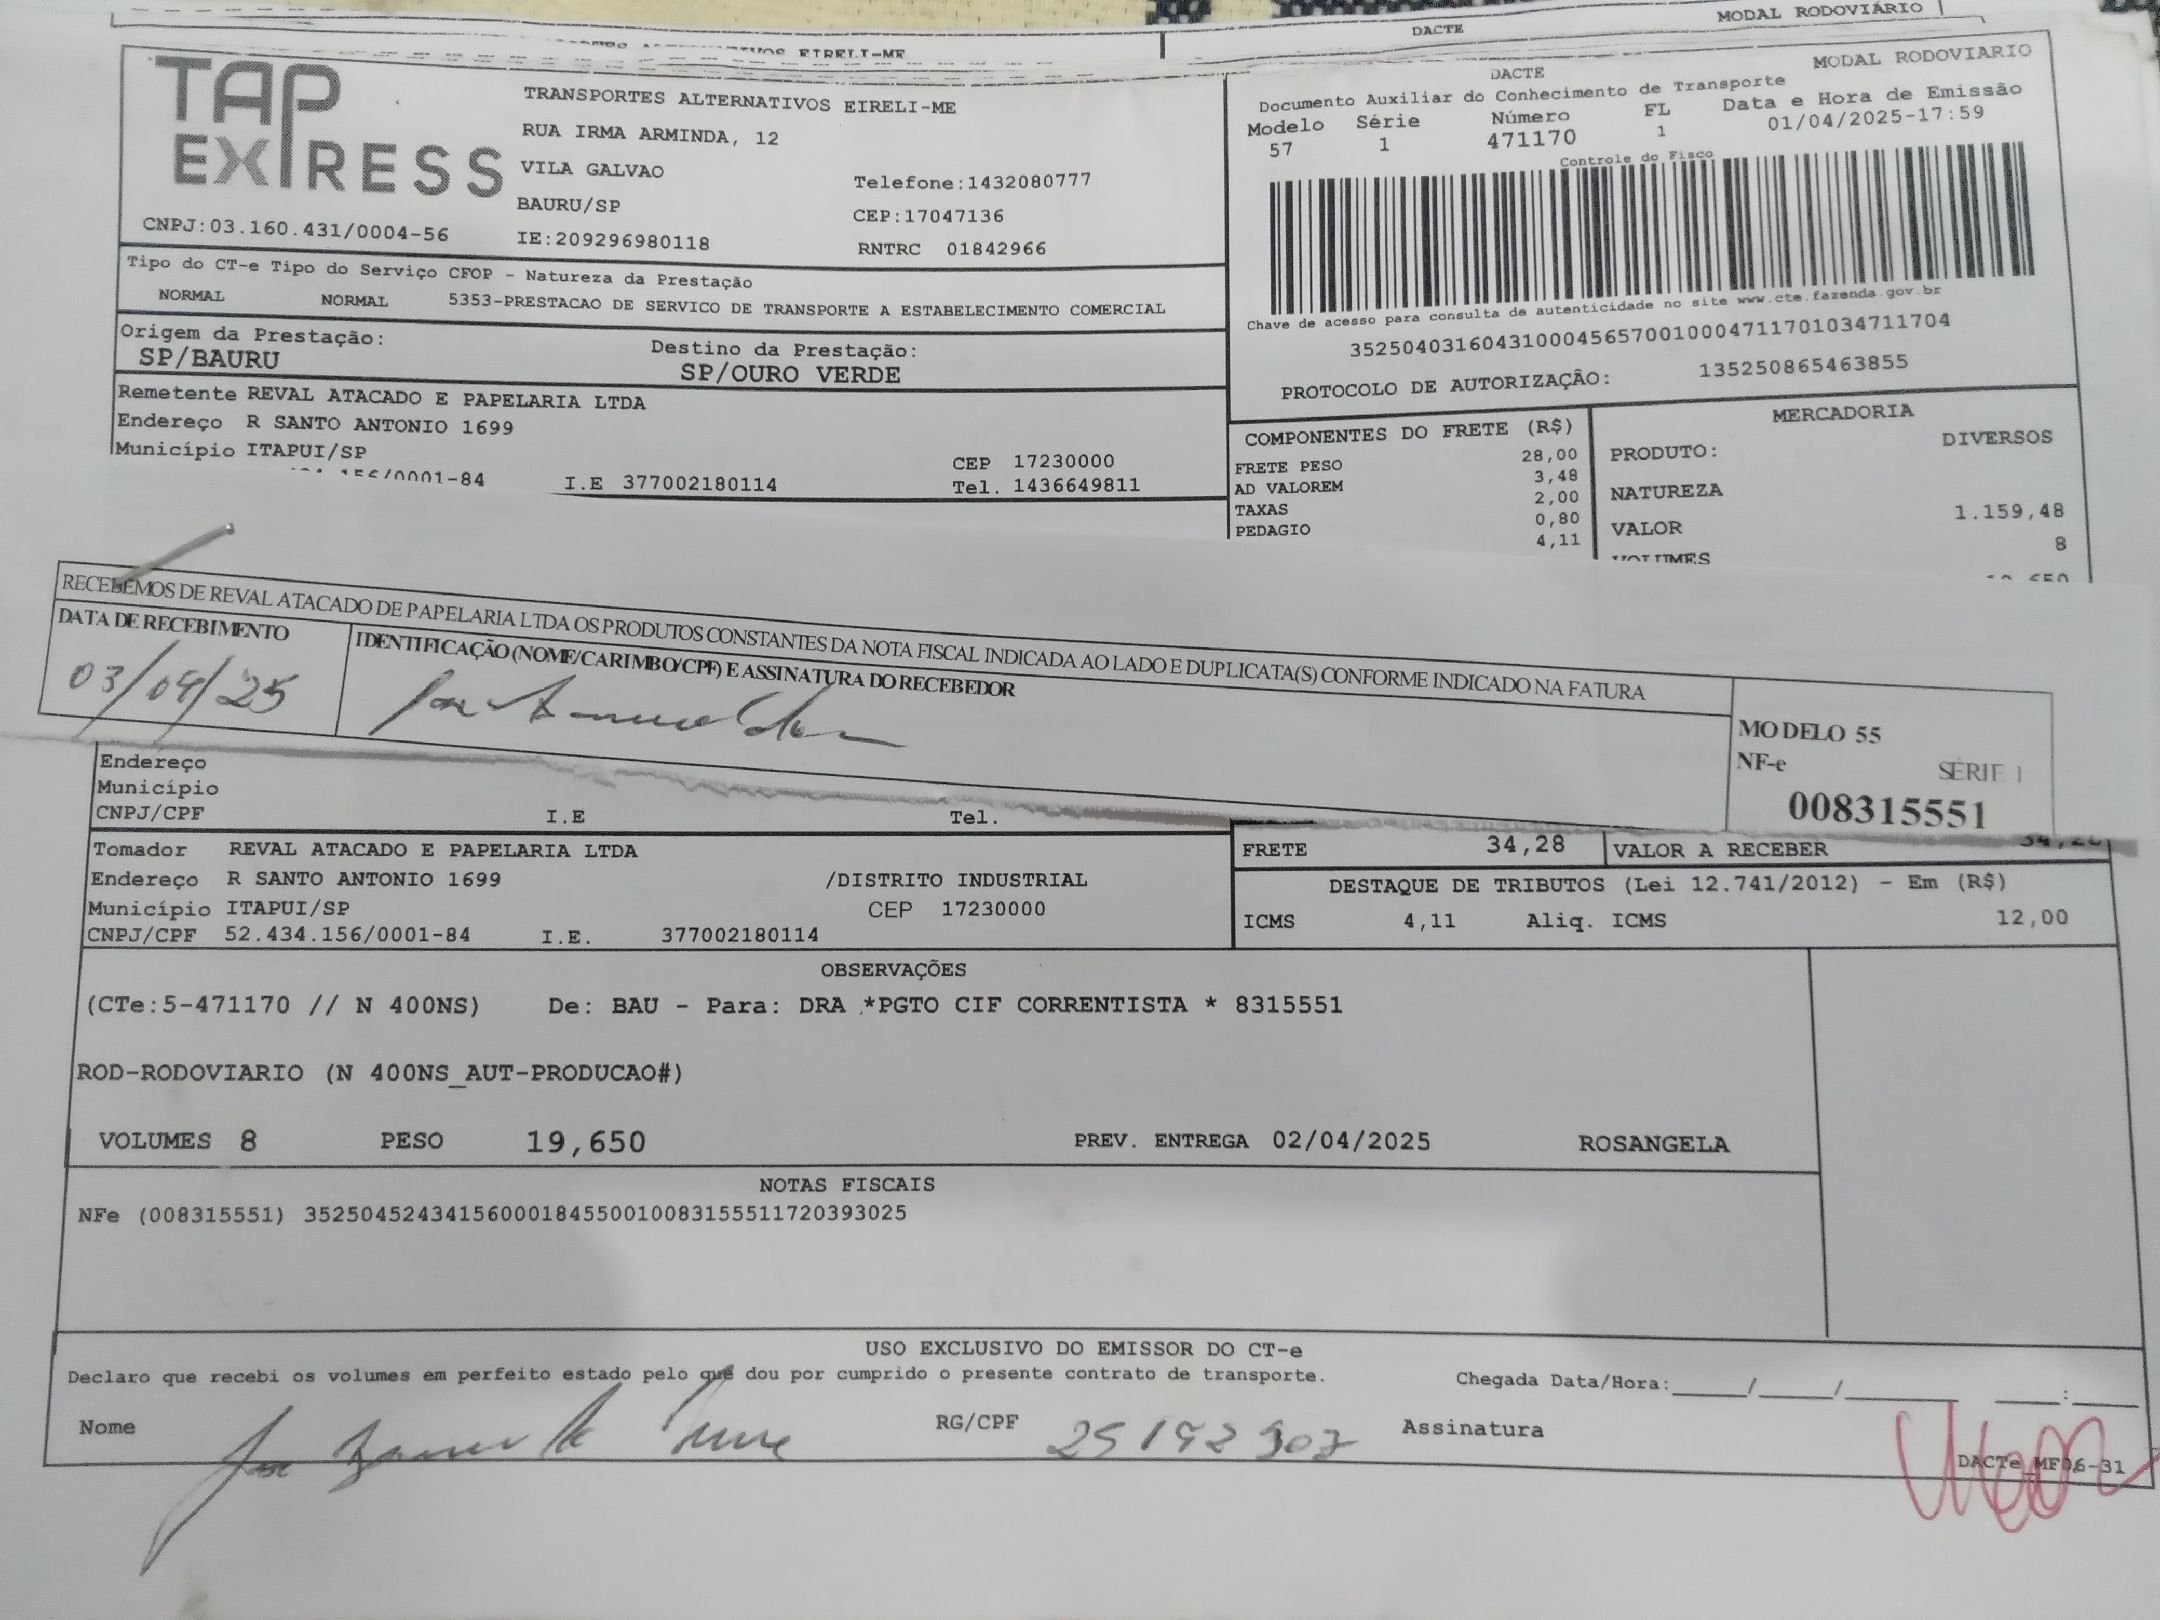 DACTE
MODAL RODOVIÁRIO
EIRELI-ME
TAP
EXPRESS
TRANSPORTES ALTERNATIVOS EIRELI-ME
RUA IRMA ARMINDA, 12
VILA GALVAO
Telefone:1432080777
BAURU/SP
CEP:17047136
CNPJ:03.160.431/0004-56
IE:209296980118
RNTRC 01842966
DACTE
MODAL RODOVIARIO
Documento Auxiliar do Conhecimento de Transporte
Modelo Série Número FL Data e Hora de Emissão
57 1 471170 1 01/04/2025-17:59
Controle do Fisco
Chave de acesso para consulta de autenticidade no site www.cte.fazenda.gov.br
35250403160431000456570010004711701034711704
PROTOCOLO DE AUTORIZAÇÃO: 135250865463855
Tipo do CT-e Tipo do Serviço CFOP - Natureza da Prestação
NORMAL NORMAL 5353-PRESTACAO DE SERVICO DE TRANSPORTE A ESTABELECIMENTO COMERCIAL
Origem da Prestação:
SP/BAURU
Destino da Prestação:
SP/OURO VERDE
Remetente REVAL ATACADO E PAPELARIA LTDA
Endereço R SANTO ANTONIO 1699
Município ITAPUI/SP
CEP 17230000
156/0001-84 I.E 377002180114 Tel. 1436649811
COMPONENTES DO FRETE (R$)
FRETE PESO 28,00
AD VALOREM 3,48
TAXAS 2,00
PEDAGIO 0,80
4,11
MERCADORIA
PRODUTO: DIVERSOS
NATUREZA
VALOR 1.159,48
VOLUMES 8
RECEBEMOS DE REVAL ATACADO DE PAPELARIA LTDA OS PRODUTOS CONSTANTES DA NOTA FISCAL INDICADA AO LADO E DUPLICATA(S) CONFORME INDICADO NA FATURA
DATA DE RECEBIMENTO
03/04/25
IDENTIFICAÇÃO (NOME/CARIMBO/CPF) E ASSINATURA DO RECEBEDOR
MODELO 55
NF-e SÉRIE 1
008315551
Endereço
Município
CNPJ/CPF I.E Tel.
Tomador REVAL ATACADO E PAPELARIA LTDA
Endereço R SANTO ANTONIO 1699 /DISTRITO INDUSTRIAL
Município ITAPUI/SP CEP 17230000
CNPJ/CPF 52.434.156/0001-84 I.E. 377002180114
FRETE 34,28 VALOR A RECEBER 34,28
DESTAQUE DE TRIBUTOS (Lei 12.741/2012) - Em (R$)
ICMS 4,11 Aliq. ICMS 12,00
OBSERVAÇÕES
(CTe:5-471170 // N 400NS) De: BAU - Para: DRA *PGTO CIF CORRENTISTA * 8315551
ROD-RODOVIARIO (N 400NS_AUT-PRODUCAO#)
VOLUMES 8 PESO 19,650 PREV. ENTREGA 02/04/2025 ROSANGELA
NOTAS FISCAIS
NFe (008315551) 35250452434156000184550010083155511720393025
USO EXCLUSIVO DO EMISSOR DO CT-e
Declaro que recebi os volumes em perfeito estado pelo que dou por cumprido o presente contrato de transporte.
Chegada Data/Hora:____/____/____ ____:____
Nome
RG/CPF
Assinatura
DACTe_MF06-31